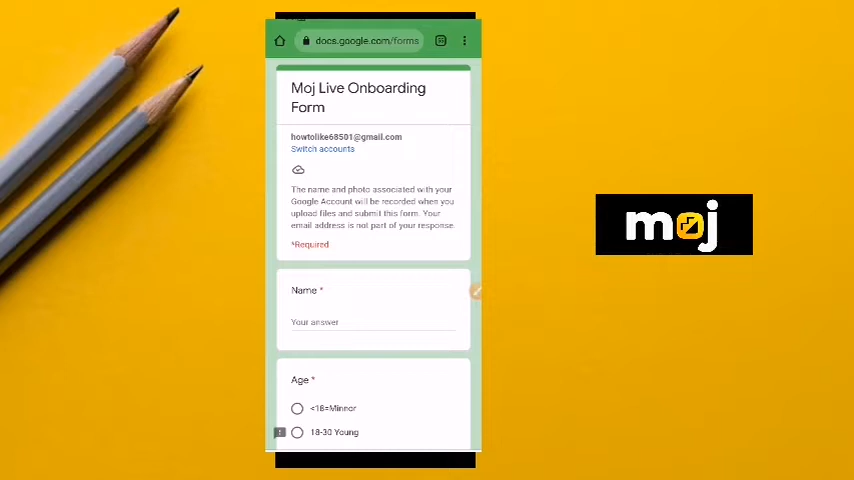 docs.google.com/forms
Moj Live Onboarding
Form
howtolike68501@gmail.com
Switch accounts
The name and photo associated with your
Google Account will be recorded when you
upload files and submit this form. Your
email address is not part of your response.
*Required
Name *
Your answer
Age *
<18=Minnor
18-30 Young
moj